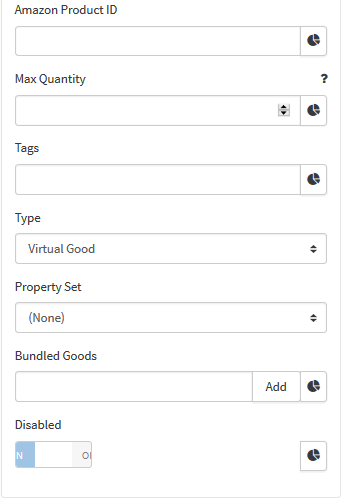 Amazon Product ID
Max Quantity ?
Tags
Type
Virtual Good
Property Set
(None)
Bundled Goods
Add
Disabled